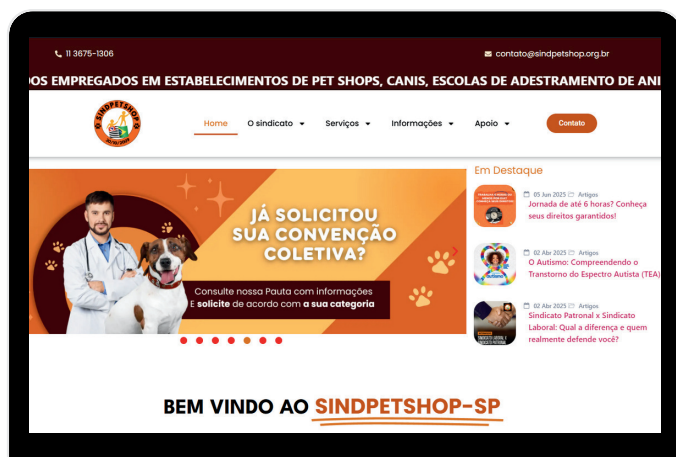 11 3675-1306
contato@sindpetshop.org.br
OS EMPREGADOS EM ESTABELECIMENTOS DE PET SHOPS, CANIS, ESCOLAS DE ADESTRAMENTO DE ANI
SINDPETSHOP
Home
O sindicato
Serviços
Informações
Apoio
Contato
JÁ SOLICITOU
SUA CONVENÇÃO
COLETIVA?
Consulte nossa Pauta com informações
E solicite de acordo com a sua categoria
Em Destaque
05 Jun 2025 Artigos
Jornada de até 6 horas? Conheça
seus direitos garantidos!
AUTISMO
02 Abr 2025 Artigos
O Autismo: Compreendendo o
Transtorno do Espectro Autista (TEA)
02 Abr 2025 Artigos
Sindicato Patronal x Sindicato
Laboral: Qual a diferença e quem
realmente defende você?
BEM VINDO AO SINDPETSHOP-SP